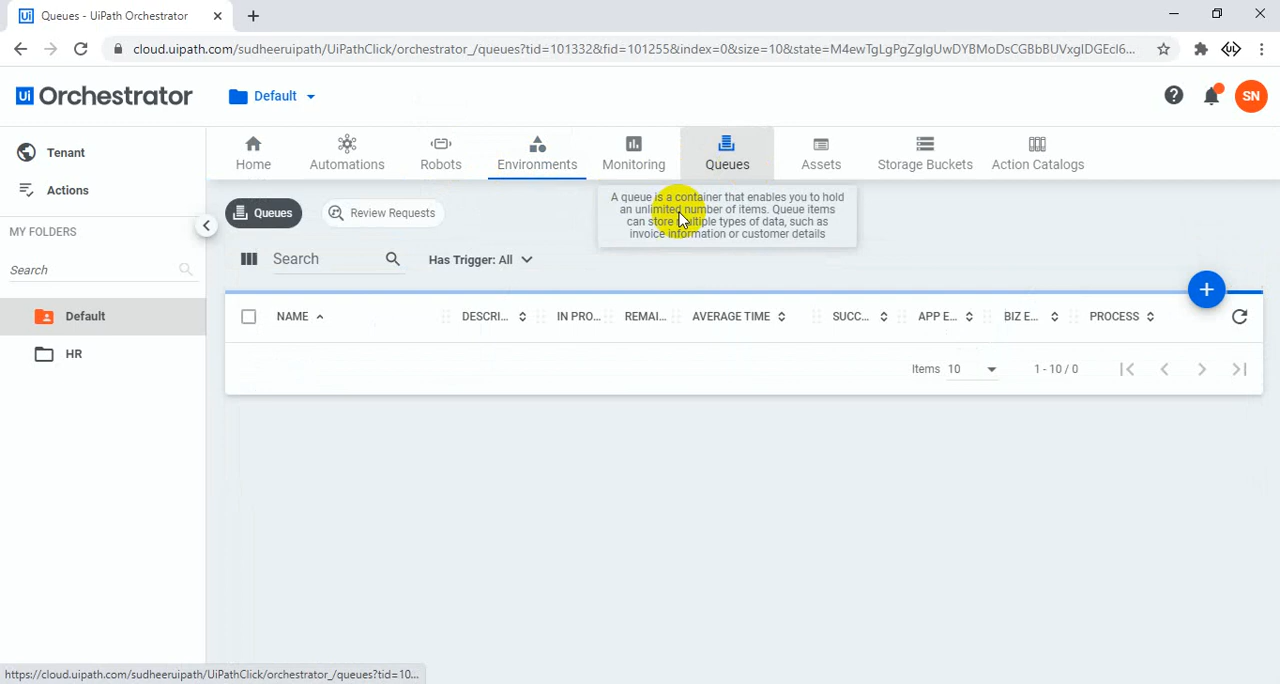 Queues - UiPath Orchestrator
cloud.uipath.com/sudheeruipath/UiPathClick/orchestrator_/queues?tid=101332&fid=101255&index=0&size=10&state=M4ewTgLgPgZglgUwDYBMoDsCGBbBUVxgIDGEcl6...
Ui Orchestrator
Default
SN
Tenant
Actions
MY FOLDERS
Search
Default
HR
Home
Automations
Robots
Environments
Monitoring
Queues
Assets
Storage Buckets
Action Catalogs
A queue is a container that enables you to hold
an unlimited number of items. Queue items
can store multiple types of data, such as
invoice information or customer details
Queues
Review Requests
Search
Has Trigger: All
NAME
DESCRI...
IN PRO...
REMAI...
AVERAGE TIME
SUCC...
APP E...
BIZ E...
PROCESS
Items 10
1 - 10 / 0
https://cloud.uipath.com/sudheeruipath/UiPathClick/orchestrator_/queues?tid=10...